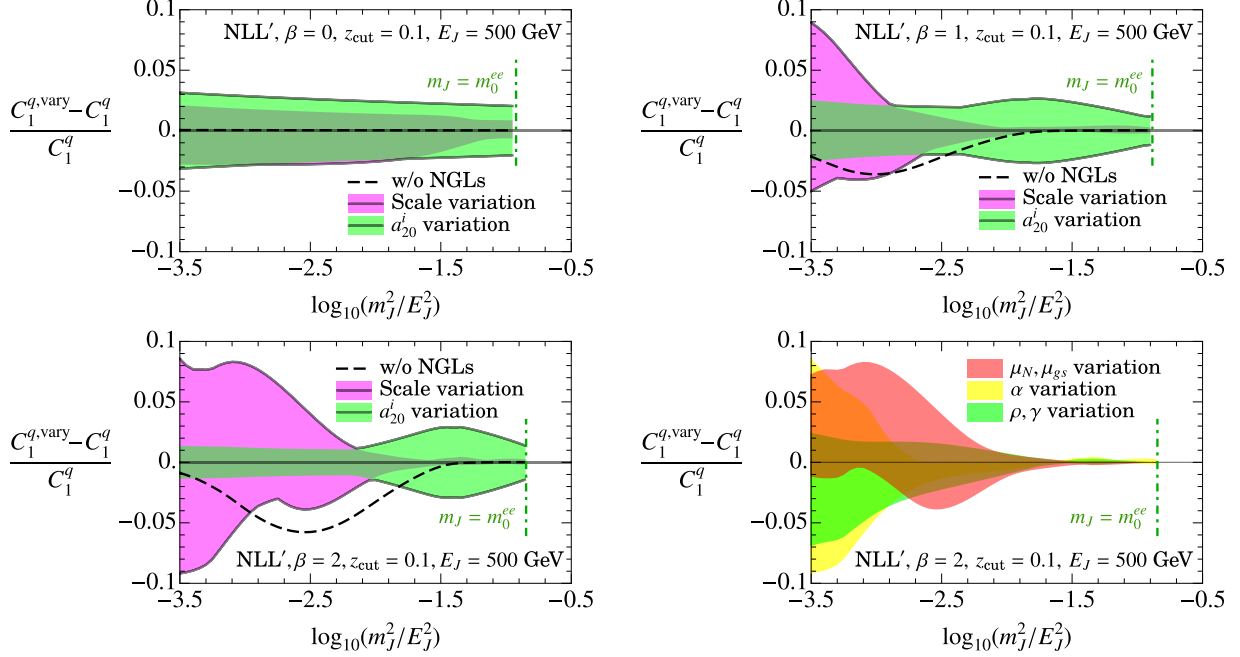 NLL′, β = 0, z_cut = 0.1, E_J = 500 GeV
0.1
0.05
0.
−0.05
−0.1
m_J = m_0^{ee}
(C_1^{q,vary} − C_1^q) / C_1^q
w/o NGLs
Scale variation
a_{20}^i variation
−3.5 −2.5 −1.5 −0.5
log_10(m_J^2/E_J^2)
NLL′, β = 1, z_cut = 0.1, E_J = 500 GeV
0.1
0.05
0.
−0.05
−0.1
m_J = m_0^{ee}
(C_1^{q,vary} − C_1^q) / C_1^q
w/o NGLs
Scale variation
a_{20}^i variation
−3.5 −2.5 −1.5 −0.5
log_10(m_J^2/E_J^2)
0.1
0.05
0.
−0.05
−0.1
w/o NGLs
Scale variation
a_{20}^i variation
(C_1^{q,vary} − C_1^q) / C_1^q
m_J = m_0^{ee}
NLL′, β = 2, z_cut = 0.1, E_J = 500 GeV
−3.5 −2.5 −1.5 −0.5
log_10(m_J^2/E_J^2)
0.1
0.05
0.
−0.05
−0.1
μ_N, μ_gs variation
α variation
ρ, γ variation
(C_1^{q,vary} − C_1^q) / C_1^q
m_J = m_0^{ee}
NLL′, β = 2, z_cut = 0.1, E_J = 500 GeV
−3.5 −2.5 −1.5 −0.5
log_10(m_J^2/E_J^2)